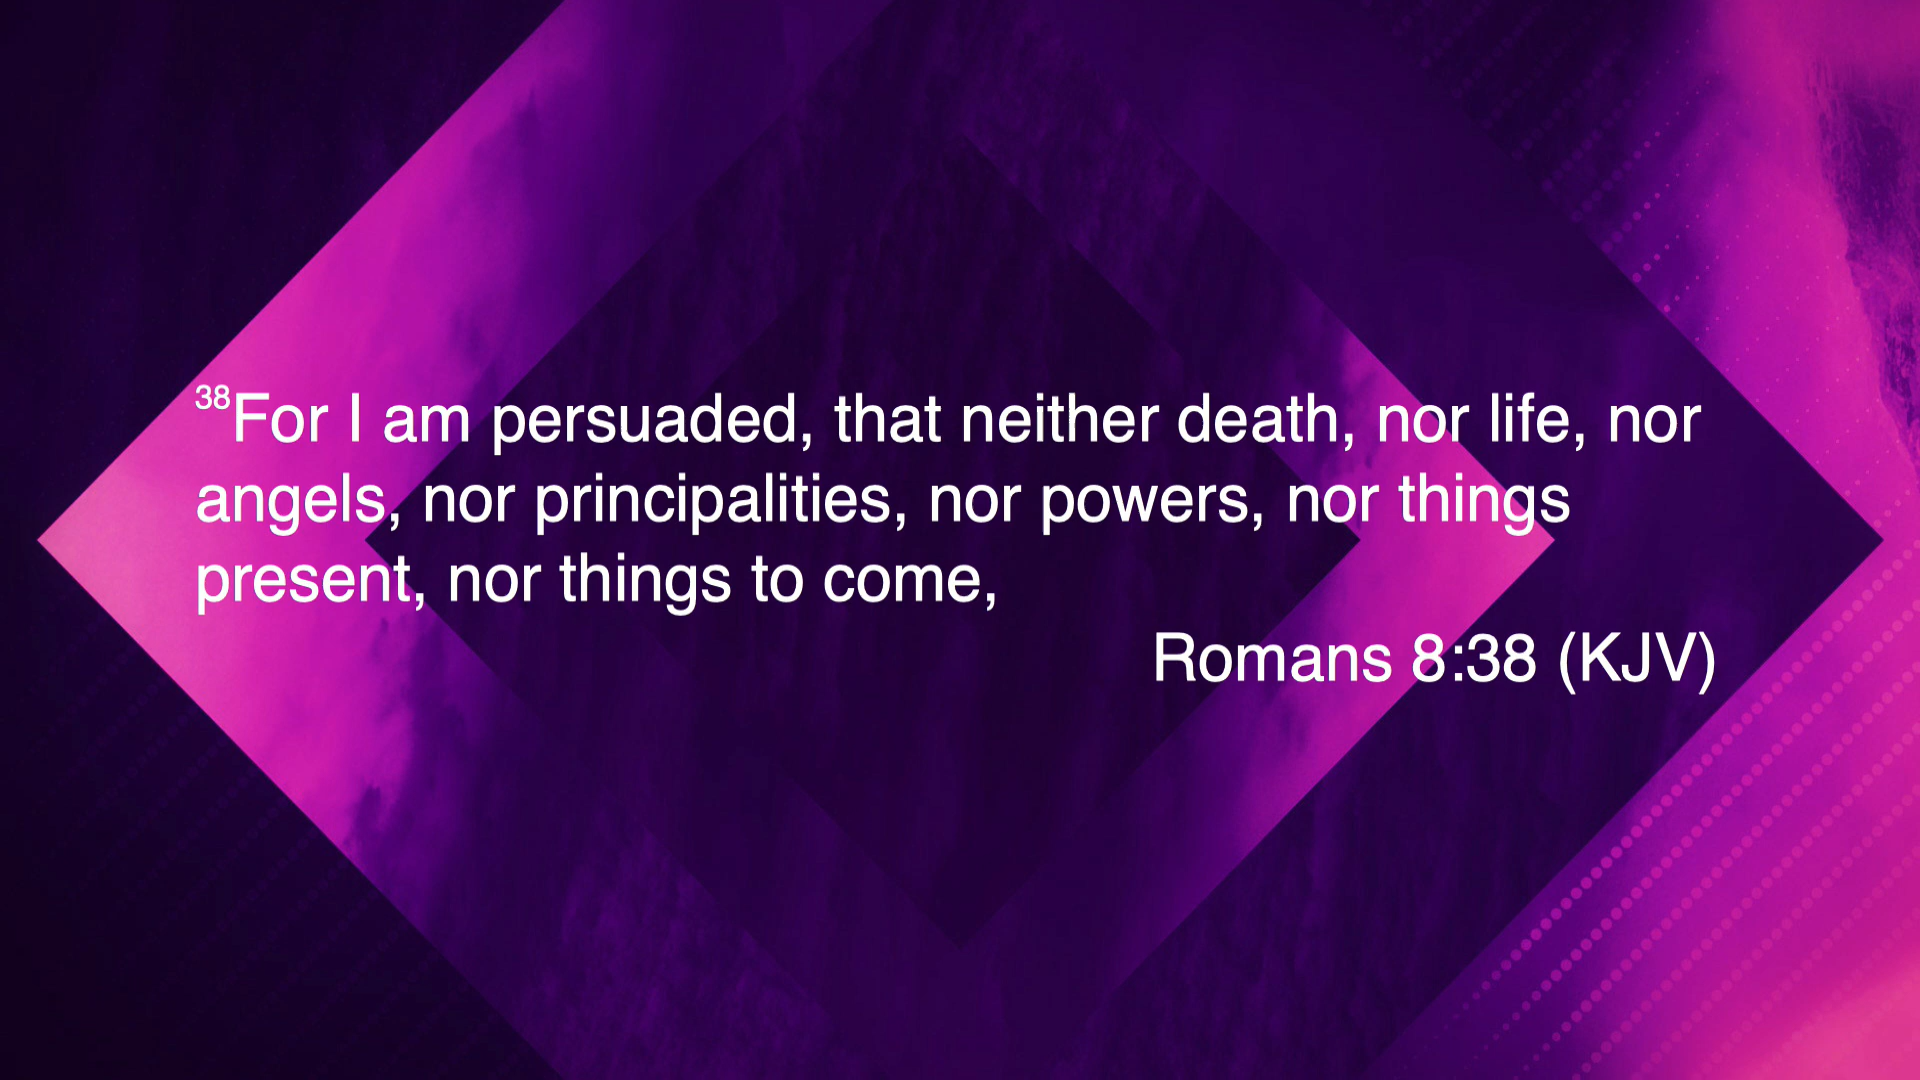 38For I am persuaded, that neither death, nor life, nor
angels, nor principalities, nor powers, nor things
present, nor things to come,
Romans 8:38 (KJV)